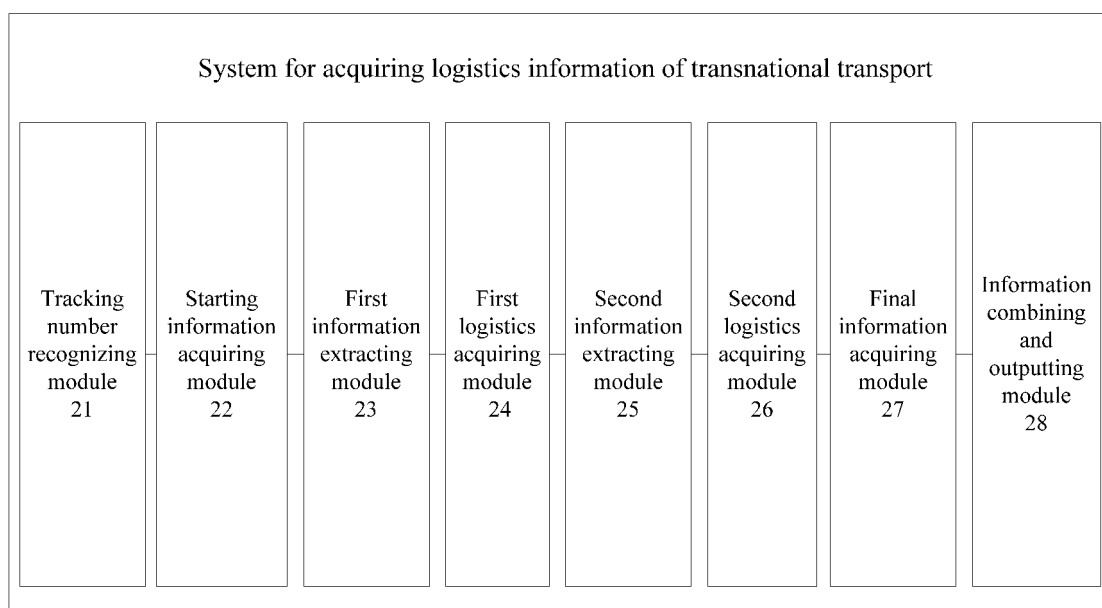 System for acquiring logistics information of transnational transport
Tracking
number
recognizing
module
21
Starting
information
acquiring
module
22
First
information
extracting
module
23
First
logistics
acquiring
module
24
Second
information
extracting
module
25
Second
logistics
acquiring
module
26
Final
information
acquiring
module
27
Information
combining
and
outputting
module
28